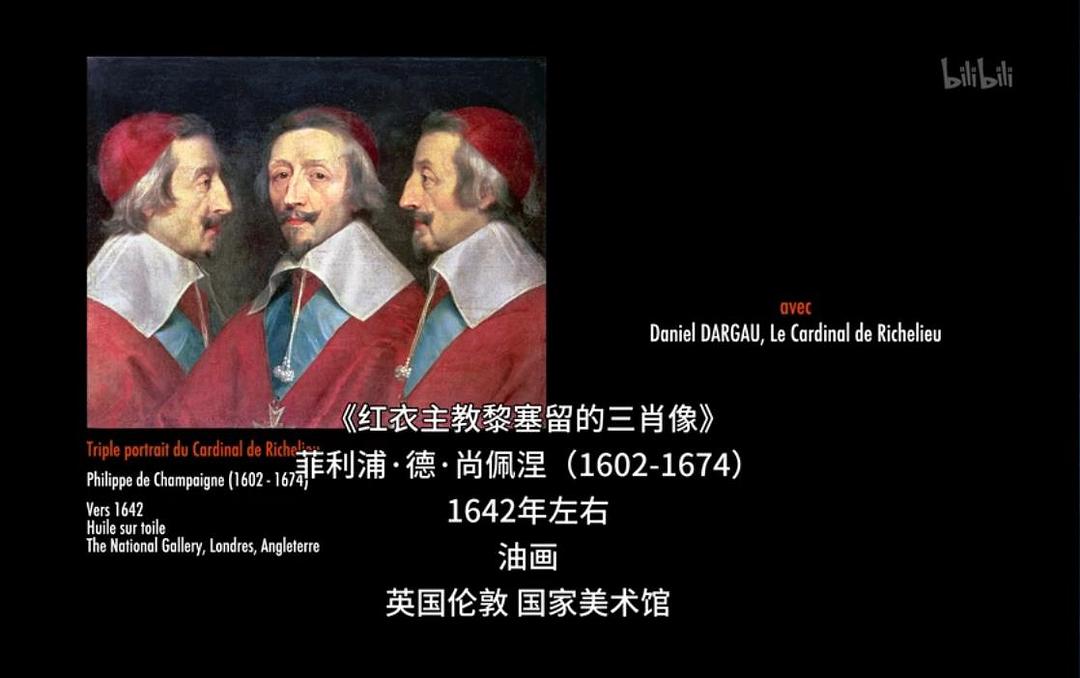 bilibili
avec
Daniel DARGAU, Le Cardinal de Richelieu
《红衣主教黎塞留的三肖像》
Triple portrait du Cardinal de Richelieu
菲利浦·德·尚佩涅（1602-1674）
Philippe de Champaigne (1602 - 1674)
1642年左右
Vers 1642
Huile sur toile
The National Gallery, Londres, Angleterre
油画
英国伦敦 国家美术馆